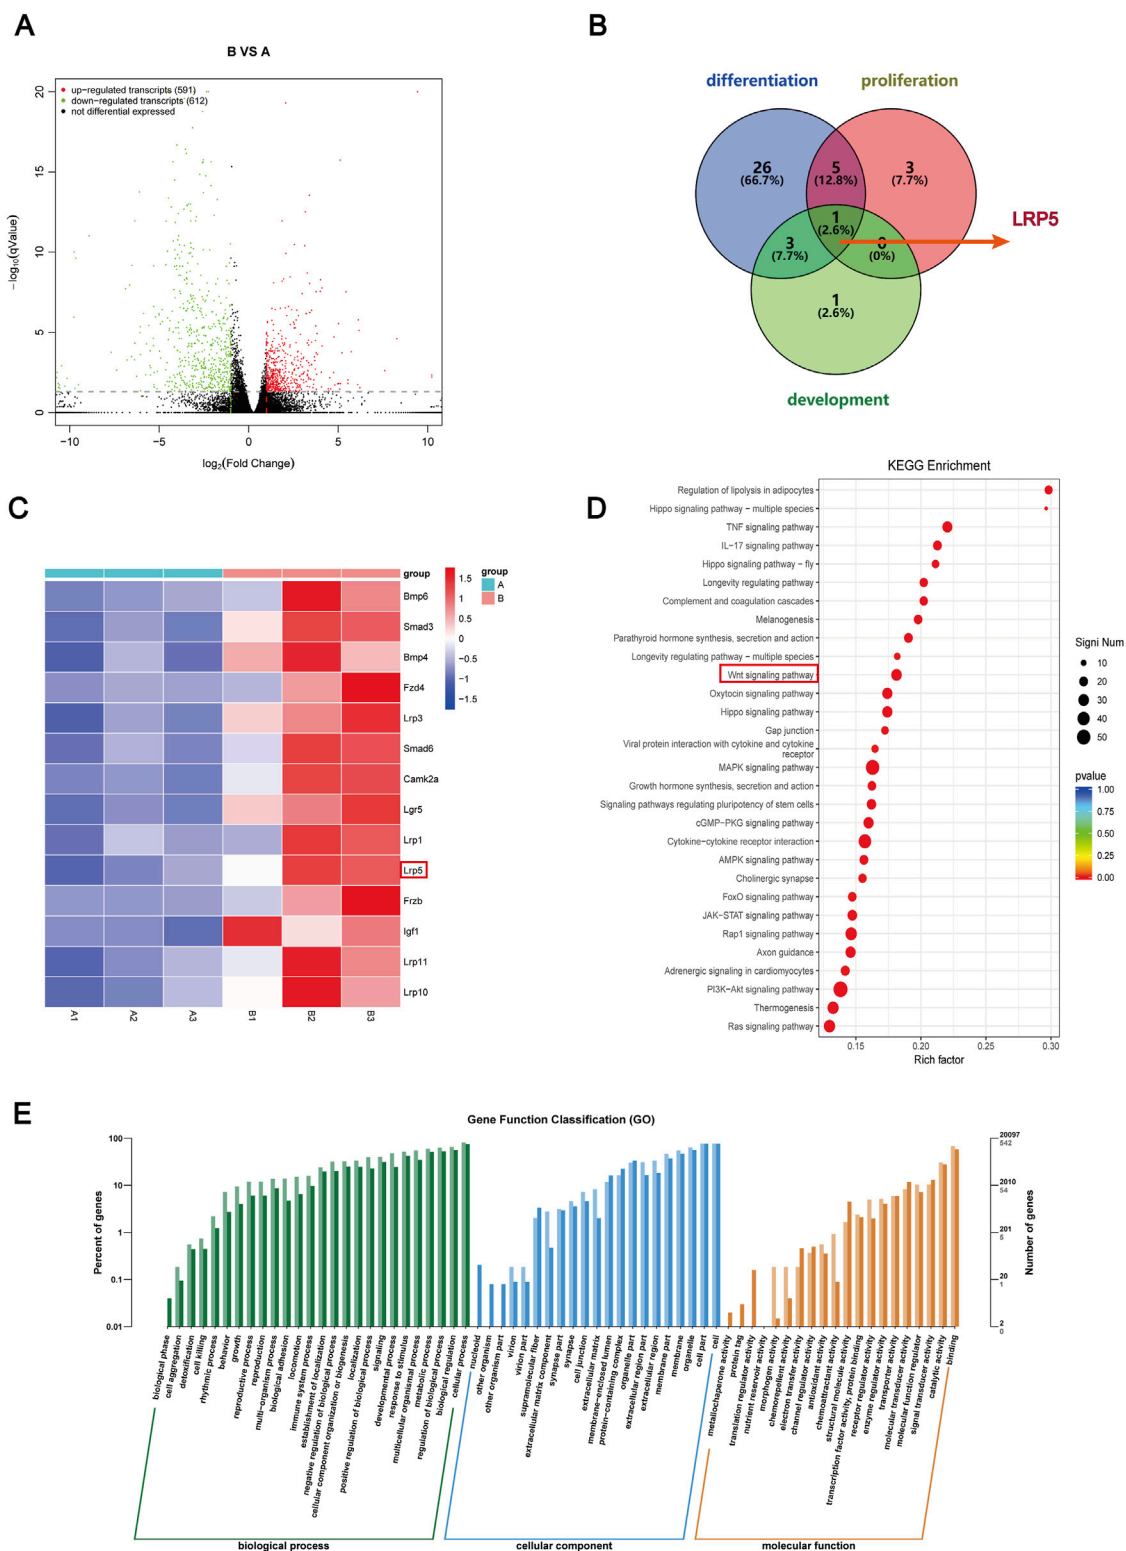 A
B VS A
up-regulated transcripts (591)
down-regulated transcripts (612)
not differential expressed
20
15
10
5
0
−log10(qValue)
−10
−5
0
5
10
log2(Fold Change)
B
differentiation
proliferation
26
(66.7%)
5
(12.8%)
3
(7.7%)
1
(2.6%)
LRP5
3
(7.7%)
0
(0%)
1
(2.6%)
development
C
group
Bmp6
Smad3
Bmp4
Fzd4
Lrp3
Smad6
Camk2a
Lgr5
Lrp1
Lrp5
Frzb
Igf1
Lrp11
Lrp10
A1
A2
A3
B1
B2
B3
1.5
1
0.5
0
−0.5
−1
−1.5
group
A
B
D
KEGG Enrichment
Regulation of lipolysis in adipocytes
Hippo signaling pathway − multiple species
TNF signaling pathway
IL−17 signaling pathway
Hippo signaling pathway − fly
Longevity regulating pathway
Complement and coagulation cascades
Melanogenesis
Parathyroid hormone synthesis, secretion and action
Longevity regulating pathway − multiple species
Wnt signaling pathway
Oxytocin signaling pathway
Hippo signaling pathway
Gap junction
Viral protein interaction with cytokine and cytokine
receptor
MAPK signaling pathway
Growth hormone synthesis, secretion and action
Signaling pathways regulating pluripotency of stem cells
cGMP−PKG signaling pathway
Cytokine−cytokine receptor interaction
AMPK signaling pathway
Cholinergic synapse
FoxO signaling pathway
JAK−STAT signaling pathway
Rap1 signaling pathway
Axon guidance
Adrenergic signaling in cardiomyocytes
PI3K−Akt signaling pathway
Thermogenesis
Ras signaling pathway
0.15
0.20
0.25
0.30
Rich factor
Signi Num
10
20
30
40
50
pvalue
1.00
0.75
0.50
0.25
0.00
E
Gene Function Classification (GO)
Percent of genes
100
10
1
0.1
0.01
20097
542
2010
54
201
5
20
1
2
0
Number of genes
biological phase
cell aggregation
detoxification
cell killing
rhythmic process
behavior
growth
reproductive process
reproduction
multi-organism process
biological adhesion
locomotion
immune system process
establishment of localization
negative regulation of biological process
cellular component organization or biogenesis
localization
positive regulation of biological process
signaling
developmental process
response to stimulus
multicellular organismal process
metabolic process
regulation of biological process
biological regulation
cellular process
nucleoid
other organism
other organism part
virion
virion part
supramolecular fiber
extracellular matrix component
synapse part
synapse
cell junction
extracellular matrix
membrane-enclosed lumen
protein-containing complex
organelle part
extracellular region part
extracellular region
membrane part
membrane
organelle
cell part
cell
metallochaperone activity
protein tag
translation regulator activity
nutrient reservoir activity
morphogen activity
chemorepellent activity
electron transfer activity
channel regulator activity
antioxidant activity
chemoattractant activity
structural molecule activity
transcription factor activity, protein binding
receptor regulator activity
enzyme regulator activity
transporter activity
molecular transducer activity
molecular function regulator
signal transducer activity
catalytic activity
binding
biological process
cellular component
molecular function